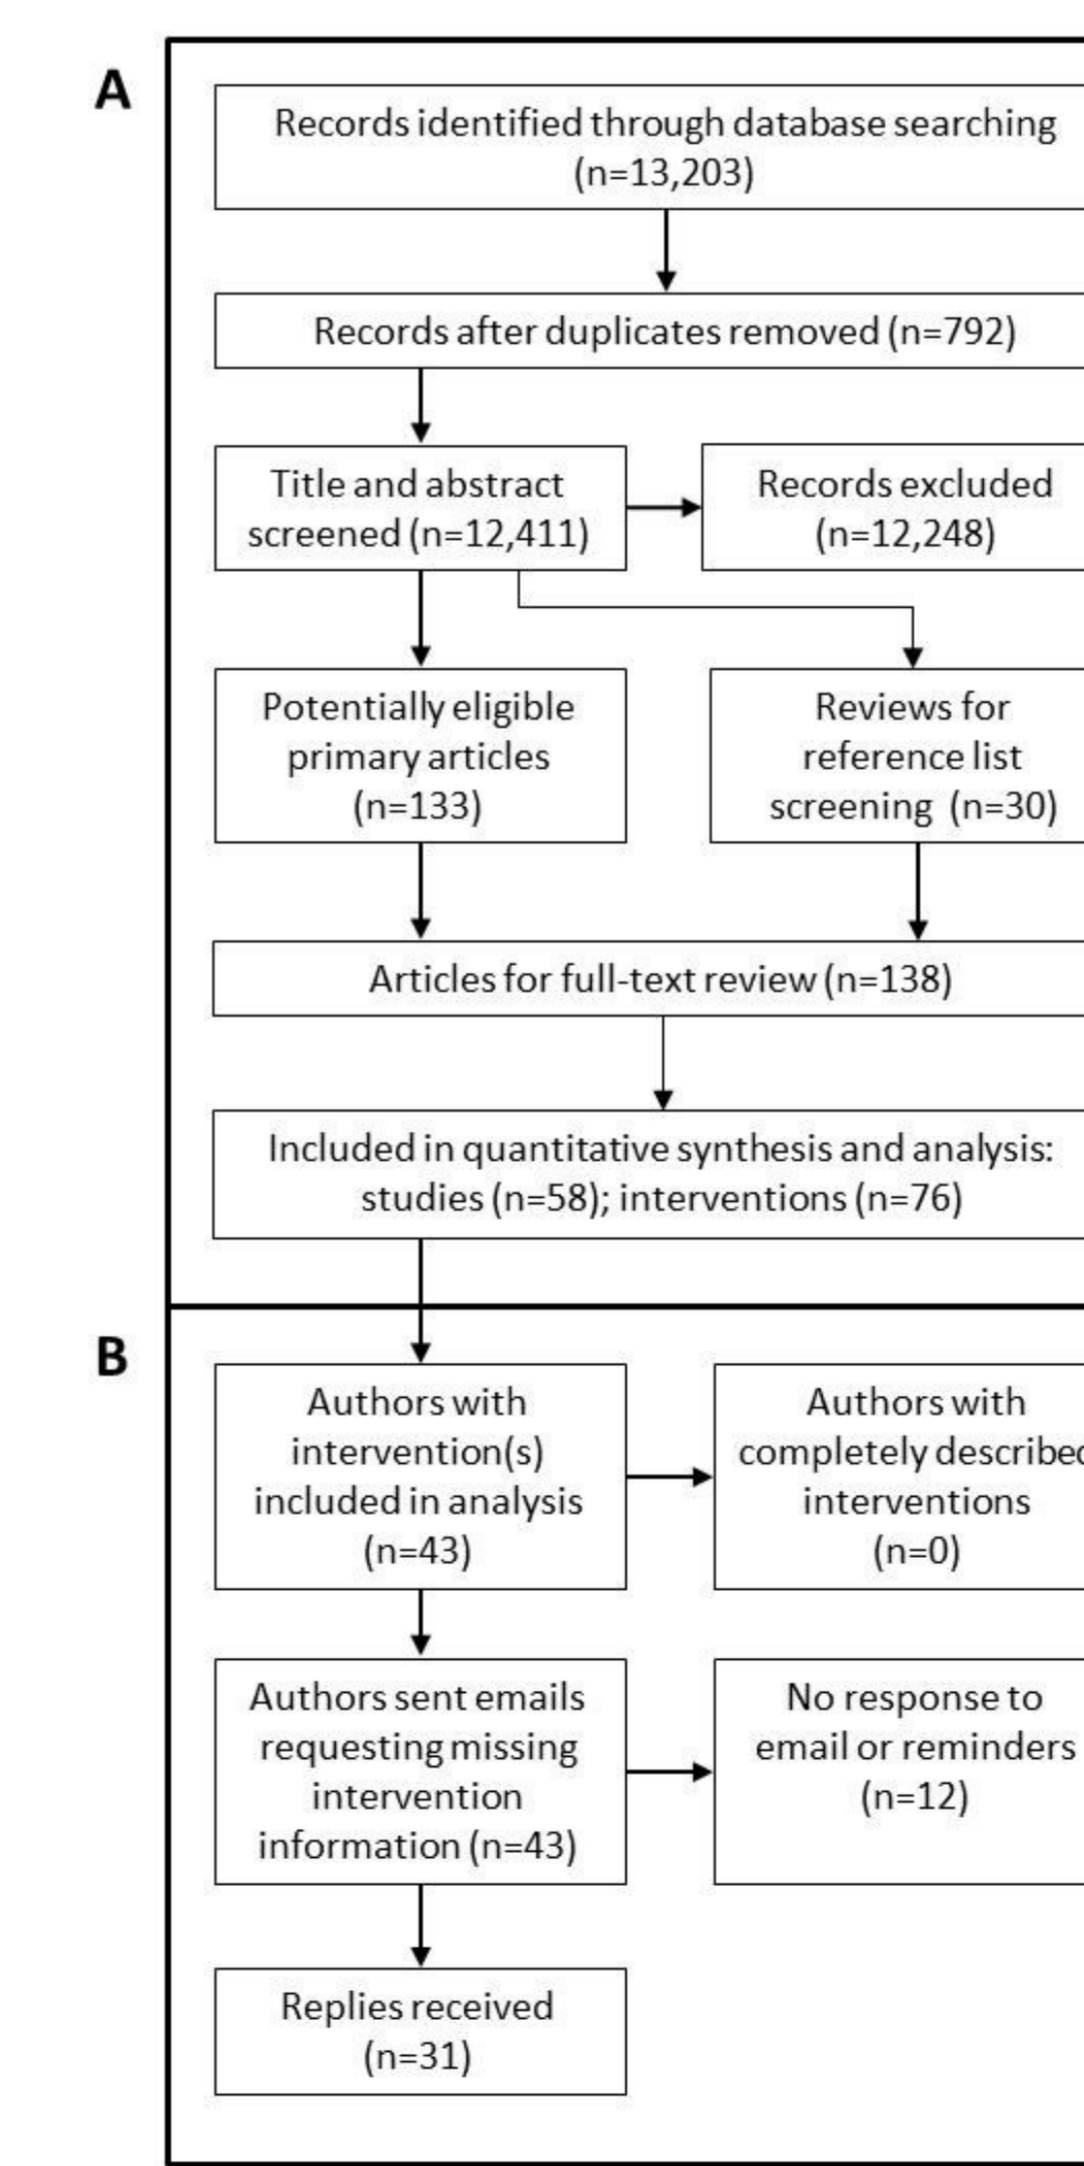 A
Records identified through database searching
(n=13,203)
Records after duplicates removed (n=792)
Title and abstract
screened (n=12,411)
Records excluded
(n=12,248)
Potentially eligible
primary articles
(n=133)
Reviews for
reference list
screening (n=30)
Articles for full-text review (n=138)
Included in quantitative synthesis and analysis:
studies (n=58); interventions (n=76)
B
Authors with
intervention(s)
included in analysis
(n=43)
Authors with
completely described
interventions
(n=0)
Authors sent emails
requesting missing
intervention
information (n=43)
No response to
email or reminders
(n=12)
Replies received
(n=31)